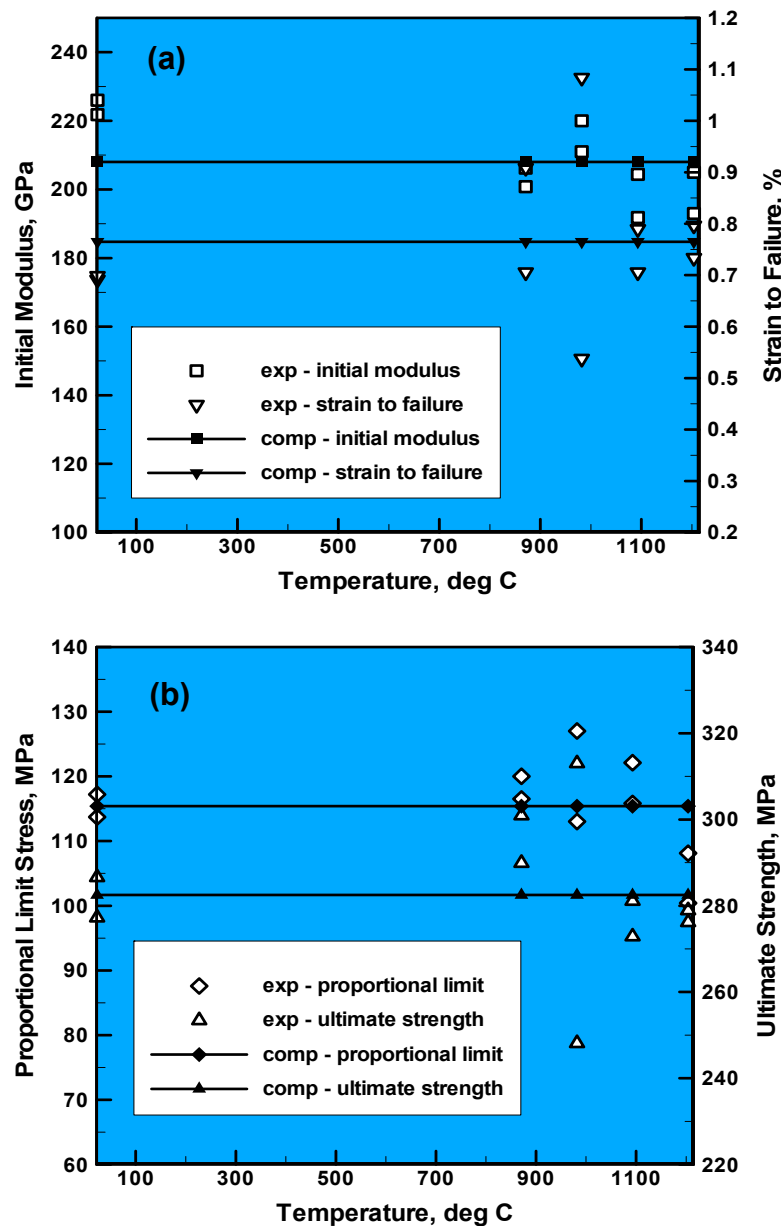 (a)
Initial Modulus, GPa
240
220
200
180
160
140
120
100
1.2
1.1
1
0.9
0.8
0.7
0.6
0.5
0.4
0.3
0.2
Strain to Failure, %
exp - initial modulus
exp - strain to failure
comp - initial modulus
comp - strain to failure
100 300 500 700 900 1100
Temperature, deg C
(b)
Proportional Limit Stress, MPa
140
130
120
110
100
90
80
70
60
340
320
300
280
260
240
220
Ultimate Strength, MPa
exp - proportional limit
exp - ultimate strength
comp - proportional limit
comp - ultimate strength
100 300 500 700 900 1100
Temperature, deg C